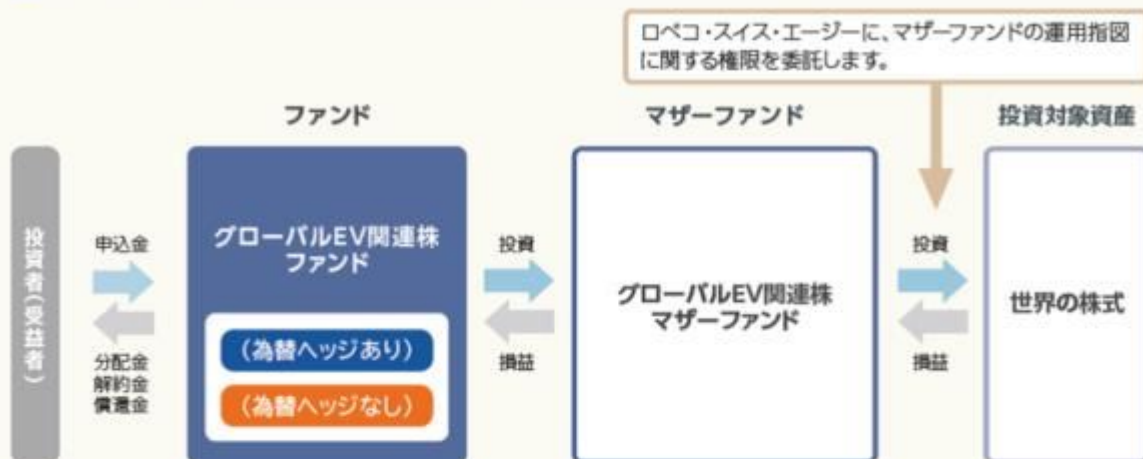 ロベコ・スイス・エージーに、マザーファンドの運用指図
に関する権限を委託します。
ファンド
マザーファンド
投資対象資産
投資者(受益者)
申込金
分配金
解約金
償還金
グローバルEV関連株
ファンド
(為替ヘッジあり)
(為替ヘッジなし)
投資
損益
グローバルEV関連株
マザーファンド
投資
損益
世界の株式